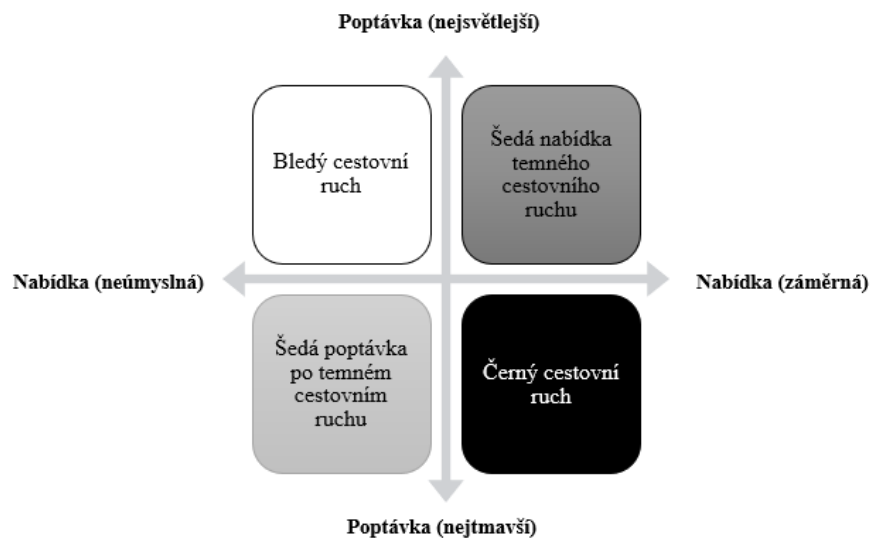 Poptávka (nejsvětlejší)
Bledý cestovní
ruch
Šedá nabídka
temného
cestovního
ruchu
Nabídka (neúmyslná)
Nabídka (záměrná)
Šedá poptávka
po temném
cestovním
ruchu
Černý cestovní
ruch
Poptávka (nejtmavší)